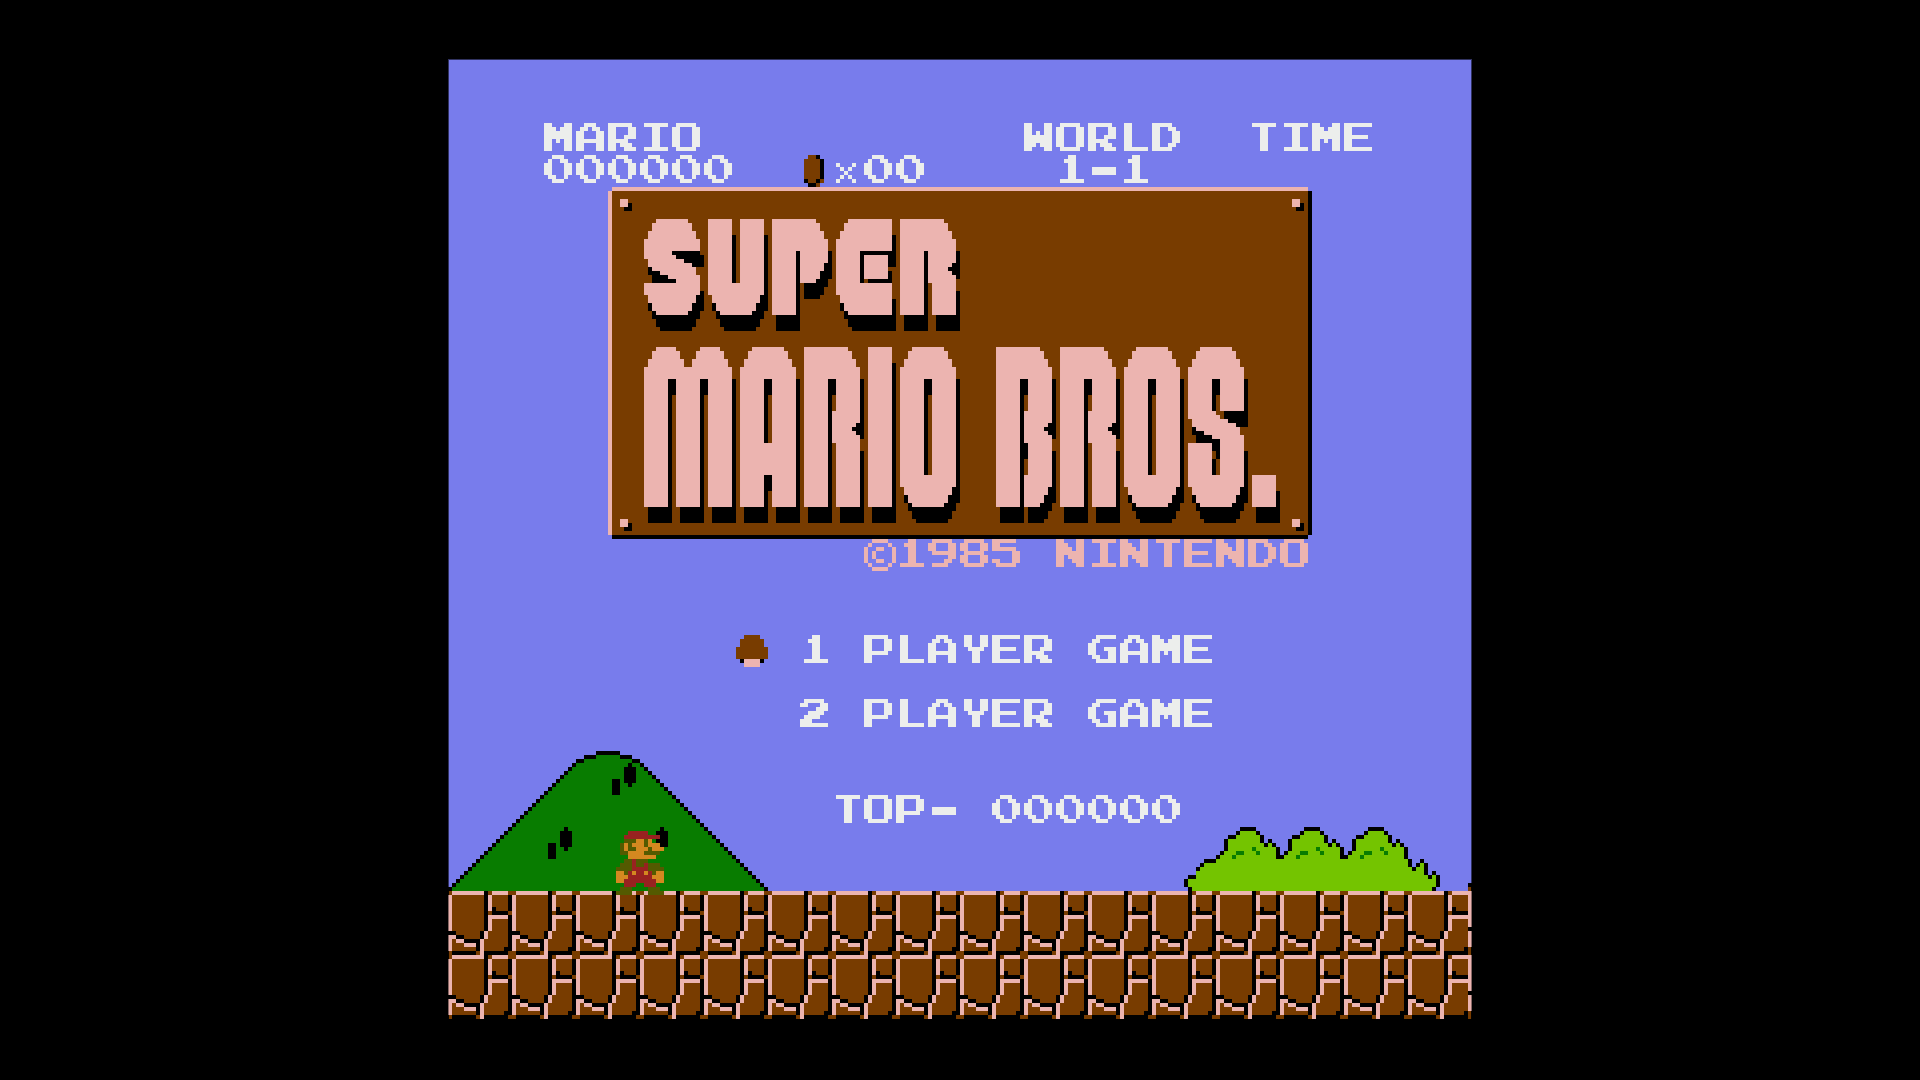 MARIO WORLD TIME
000000 x00 1-1
SUPER
MARIO BROS.
©1985 NINTENDO
1 PLAYER GAME
2 PLAYER GAME
TOP- 000000